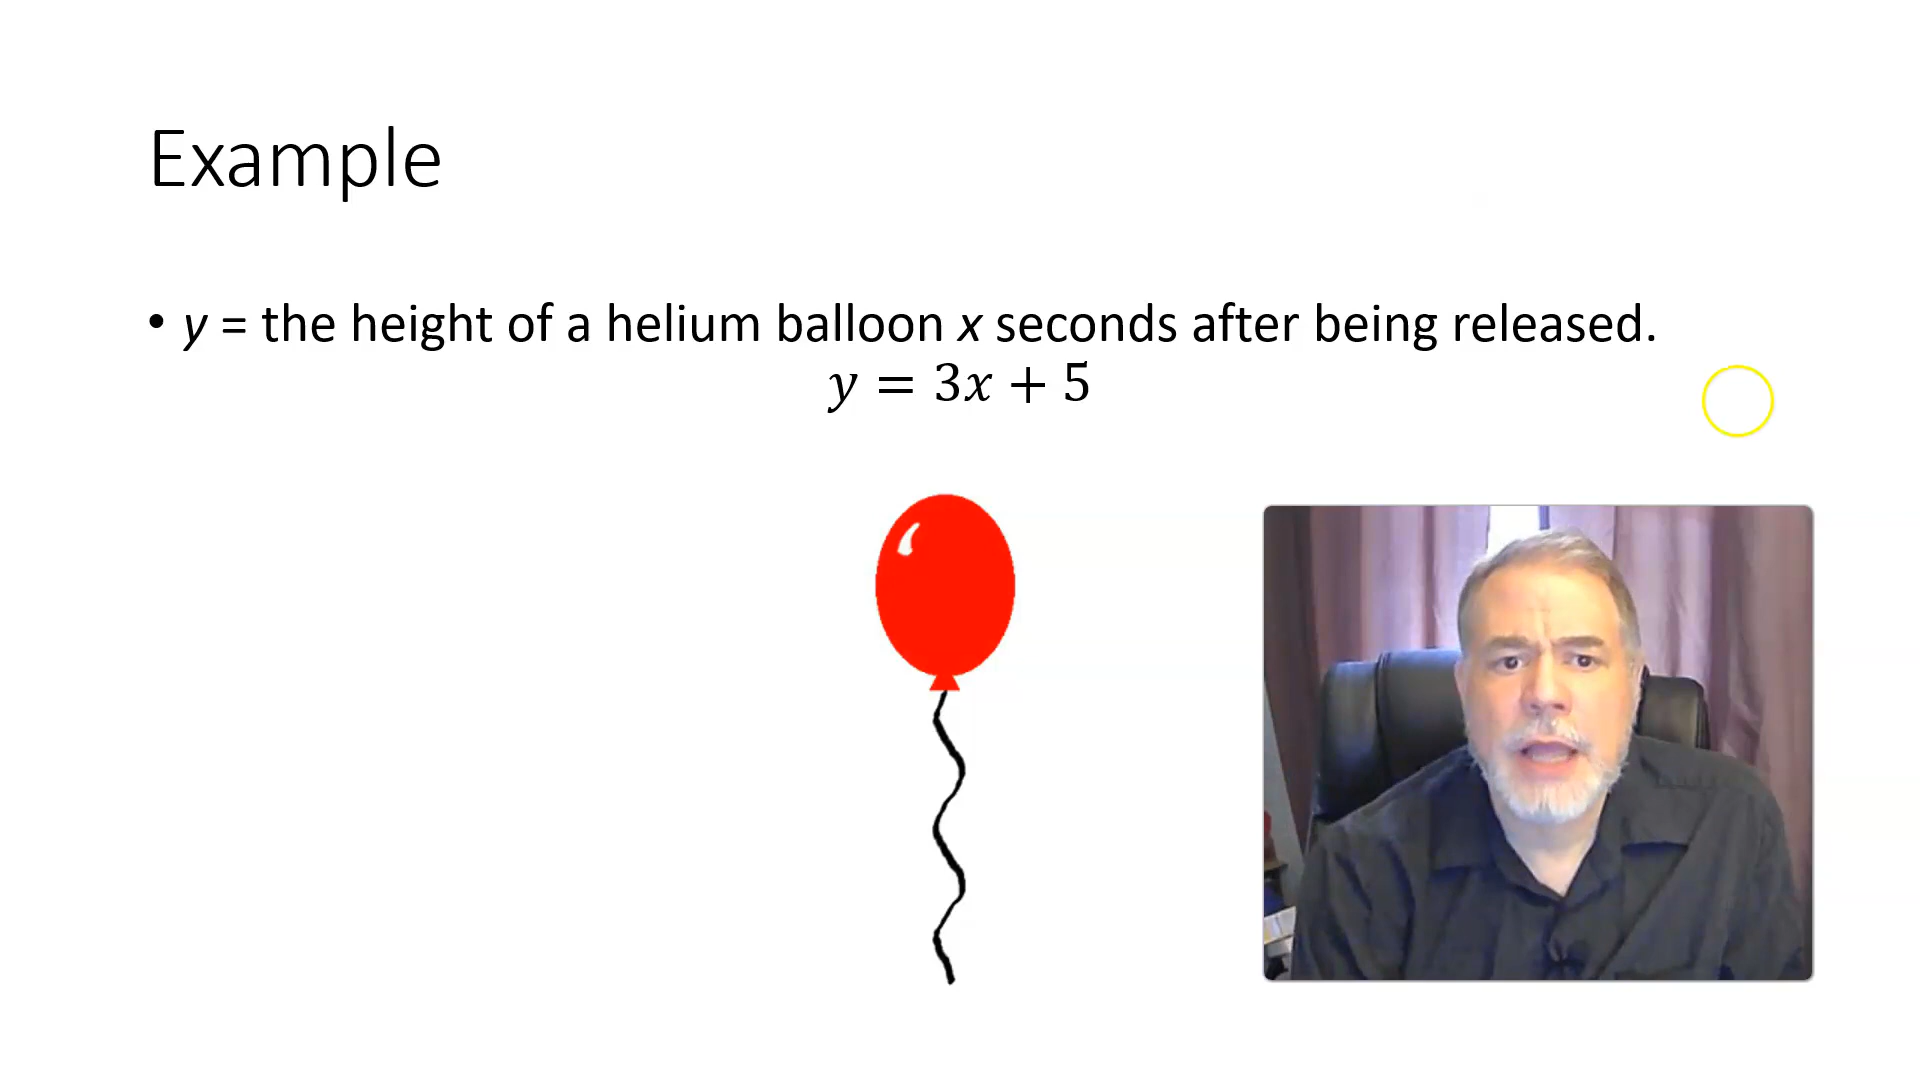 Example
• y = the height of a helium balloon x seconds after being released.
y = 3x + 5